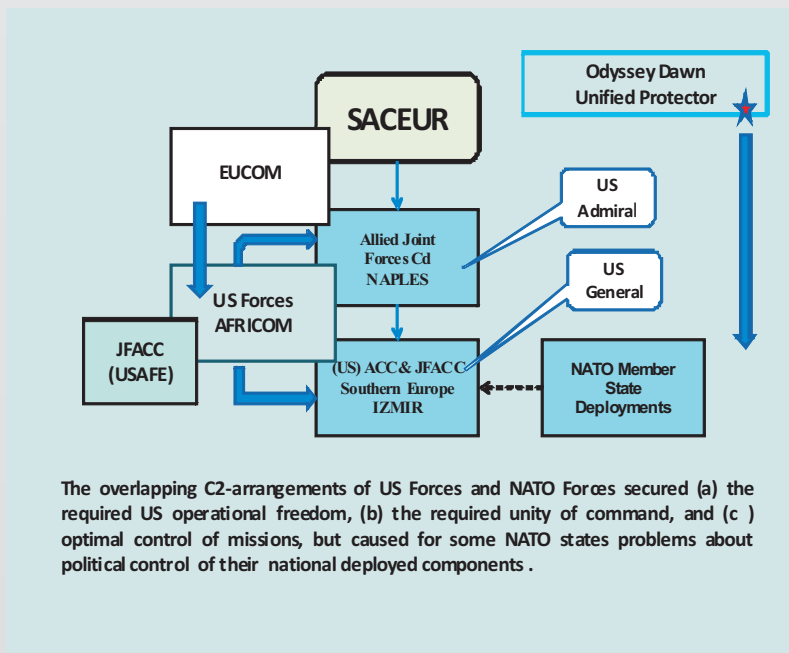 Odyssey Dawn
Unified Protector
SACEUR
EUCOM
US
Admiral
Allied Joint
Forces Cd
NAPLES
US
General
US Forces
AFRICOM
JFACC
(USAFE)
(US) ACC & JFACC
Southern Europe
IZMIR
NATO Member
State
Deployments
The overlapping C2-arrangements of US Forces and NATO Forces secured (a) the
required US operational freedom, (b) the required unity of command, and (c )
optimal control of missions, but caused for some NATO states problems about
political control of their national deployed components .